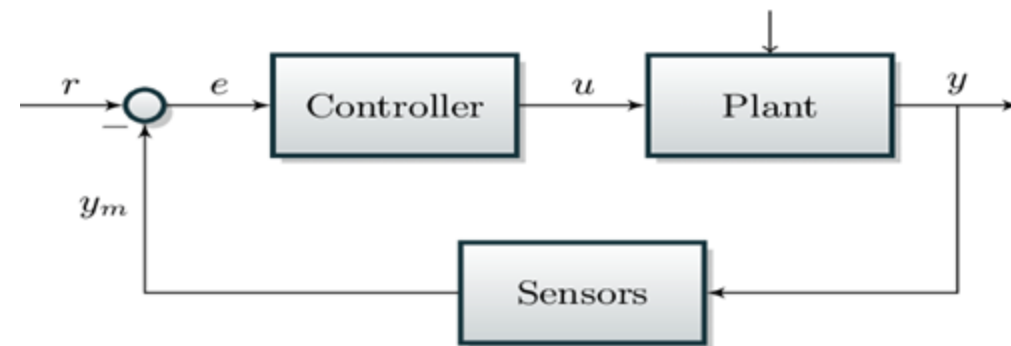 r
e
Controller
u
Plant
y
−
y_m
Sensors